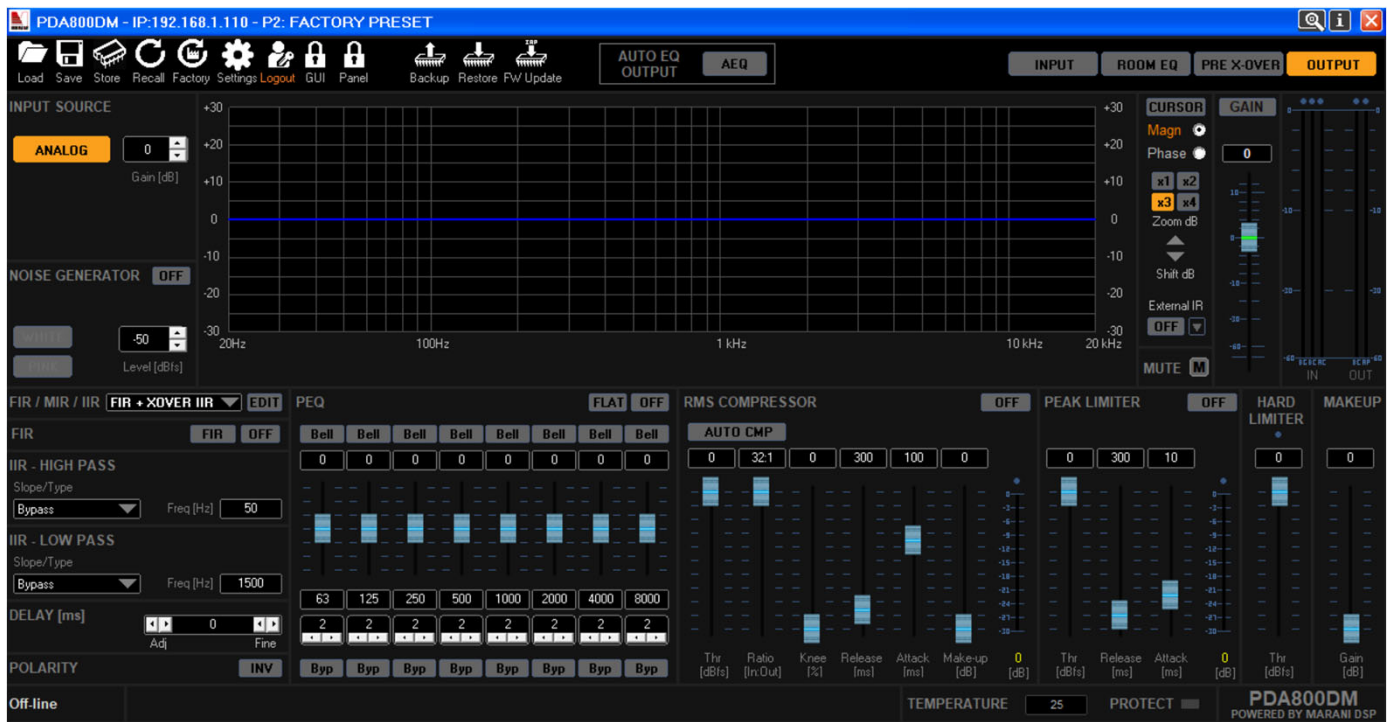 PDA800DM - IP:192.168.1.110 - P2: FACTORY PRESET
Load Save Store Recall Factory Settings Logout GUI Panel Backup Restore FW Update
AUTO EQ OUTPUT AEQ
INPUT ROOM EQ PRE X-OVER OUTPUT
INPUT SOURCE
ANALOG 0
Gain [dB]
NOISE GENERATOR OFF
WHITE -50
PINK Level [dBfs]
+30 +30
+20 +20
+10 +10
0 0
-10 -10
-20 -20
-30 -30
20Hz 100Hz 1 kHz 10 kHz 20 kHz
CURSOR
Magn
Phase
x1 x2
x3 x4
Zoom dB
Shift dB
External IR
OFF
MUTE M
GAIN
0
IN OUT
FIR / MIR / IIR FIR + XOVER IIR EDIT
FIR FIR OFF
IIR - HIGH PASS
Slope/Type
Bypass Freq [Hz] 50
IIR - LOW PASS
Slope/Type
Bypass Freq [Hz] 1500
DELAY [ms] 0
Adj Fine
POLARITY INV
PEQ FLAT OFF
Bell Bell Bell Bell Bell Bell Bell Bell
0 0 0 0 0 0 0 0
63 125 250 500 1000 2000 4000 8000
2 2 2 2 2 2 2 2
Byp Byp Byp Byp Byp Byp Byp Byp
RMS COMPRESSOR OFF
AUTO CMP
0 32:1 0 300 100 0
Thr Ratio Knee Release Attack Make-up 0
[dBfs] [In:Out] [%] [ms] [ms] [dB] [dB]
PEAK LIMITER OFF
0 300 10
Thr Release Attack 0
[dBfs] [ms] [ms] [dB]
HARD LIMITER
0
Thr
[dBfs]
MAKEUP
0
Gain
[dB]
Off-line
TEMPERATURE 25 PROTECT
PDA800DM
POWERED BY MARANI DSP